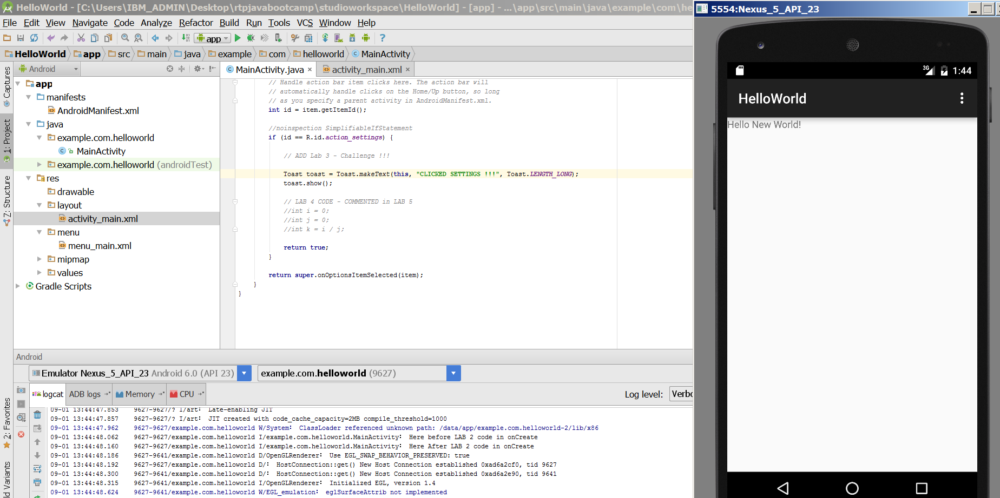 HelloWorld - [C:\Users\IBM_ADMIN\Desktop\rtpjavabootcamp\studioworkspace\HelloWorld] - [app] - ...\app\src\main\java\example\com\he
File Edit View Navigate Code Analyze Refactor Build Run Tools VCS Window Help
app
HelloWorld app src main java example com helloworld MainActivity
Android
MainActivity.java
activity_main.xml
Captures
1: Project
Z: Structure
2: Favorites
ld Variants
app
manifests
AndroidManifest.xml
java
example.com.helloworld
MainActivity
example.com.helloworld (androidTest)
res
drawable
layout
activity_main.xml
menu
menu_main.xml
mipmap
values
Gradle Scripts
// Handle action bar item clicks here. The action bar will
// automatically handle clicks on the Home/Up button, so long
// as you specify a parent activity in AndroidManifest.xml.
int id = item.getItemId();
//noinspection SimplifiableIfStatement
if (id == R.id.action_settings) {
// ADD Lab 3 - Challenge !!!
Toast toast = Toast.makeText(this, "CLICKED SETTINGS !!!", Toast.LENGTH_LONG);
toast.show();
// LAB 4 CODE - COMMENTED in LAB 5
//int i = 0;
//int j = 0;
//int k = i / j;
return true;
}
return super.onOptionsItemSelected(item);
}
}
Android
Emulator Nexus_5_API_23 Android 6.0 (API 23)
example.com.helloworld (9627)
logcat
ADB logs
Memory
CPU
Log level:
Verbo
09-01 13:44:47.853 9627-9627/? I/art: Late-enabling JIT
09-01 13:44:47.857 9627-9627/? I/art: JIT created with code_cache_capacity=2MB compile_threshold=1000
09-01 13:44:47.962 9627-9627/example.com.helloworld W/System: ClassLoader referenced unknown path: /data/app/example.com.helloworld-2/lib/x86
09-01 13:44:48.062 9627-9627/example.com.helloworld I/example.com.helloworld.MainActivity: Here before LAB 2 code in onCreate
09-01 13:44:48.160 9627-9627/example.com.helloworld I/example.com.helloworld.MainActivity: Here After LAB 2 code in onCreate
09-01 13:44:48.186 9627-9641/example.com.helloworld D/OpenGLRenderer: Use EGL_SWAP_BEHAVIOR_PRESERVED: true
09-01 13:44:48.192 9627-9627/example.com.helloworld D/: HostConnection::get() New Host Connection established 0xad6a2cf0, tid 9627
09-01 13:44:48.300 9627-9641/example.com.helloworld D/: HostConnection::get() New Host Connection established 0xad6a2e90, tid 9641
09-01 13:44:48.315 9627-9641/example.com.helloworld I/OpenGLRenderer: Initialized EGL, version 1.4
09-01 13:44:48.624 9627-9641/example.com.helloworld W/EGL_emulation: eglSurfaceAttrib not implemented
5554:Nexus_5_API_23
3G 1:44
HelloWorld
Hello New World!